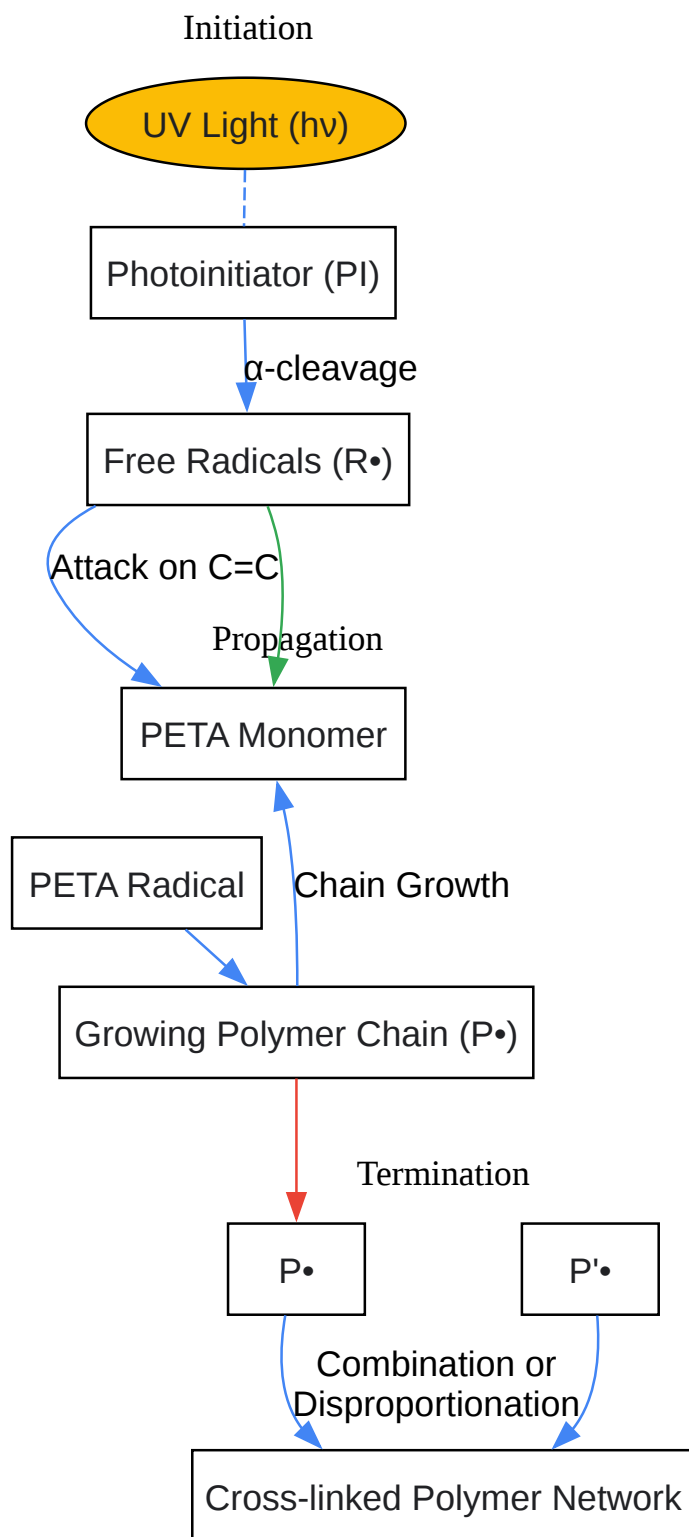 Initiation
UV Light (hν)
Photoinitiator (PI)
α-cleavage
Free Radicals (R•)
Attack on C=C
Propagation
PETA Monomer
PETA Radical
Chain Growth
Growing Polymer Chain (P•)
Termination
P•
P'•
Combination or
Disproportionation
Cross-linked Polymer Network